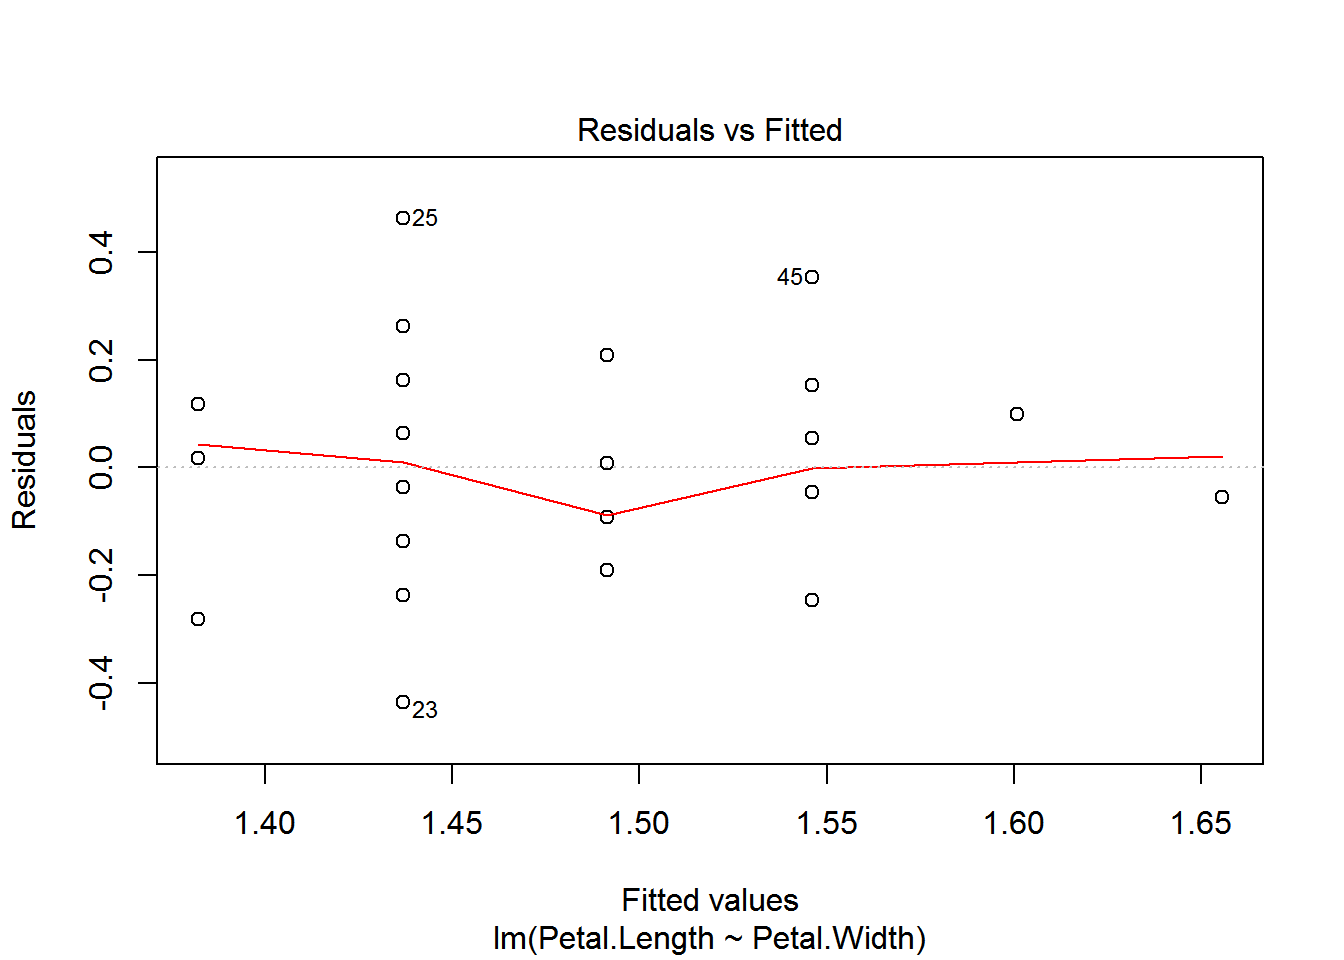 Residuals vs Fitted
25
45
23
Residuals
0.4
0.2
0.0
-0.2
-0.4
1.40 1.45 1.50 1.55 1.60 1.65
Fitted values
lm(Petal.Length ~ Petal.Width)